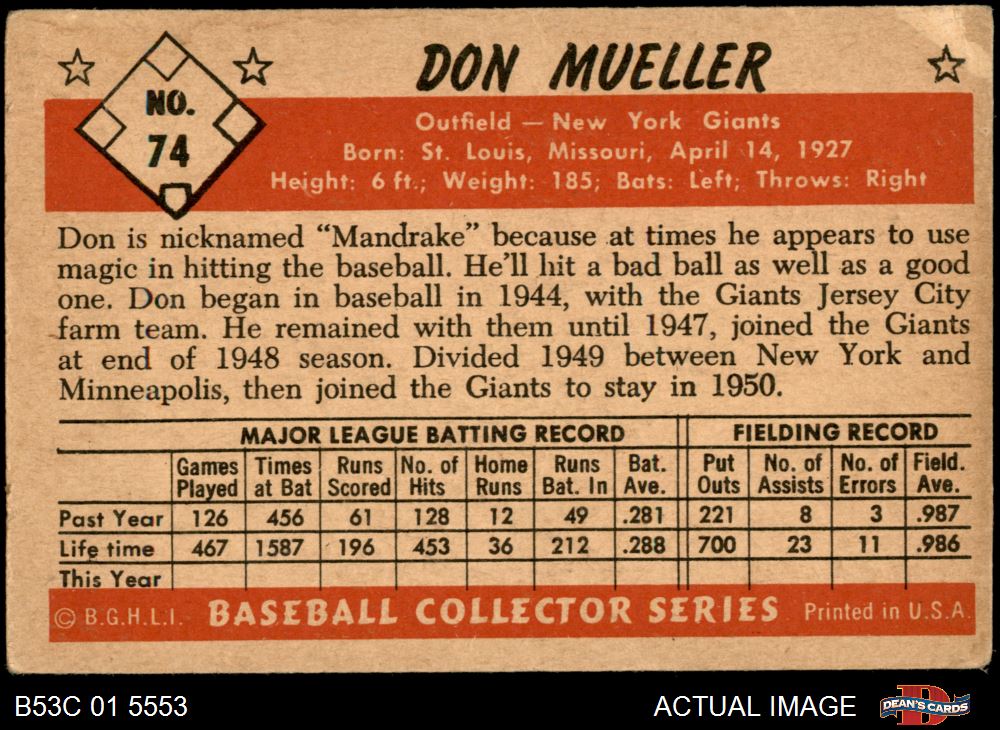 DON MUELLER
NO.
74
Outfield — New York Giants
Born: St. Louis, Missouri, April 14, 1927
Height: 6 ft.; Weight: 185; Bats: Left; Throws: Right
Don is nicknamed "Mandrake" because at times he appears to use
magic in hitting the baseball. He'll hit a bad ball as well as a good
one. Don began in baseball in 1944, with the Giants Jersey City
farm team. He remained with them until 1947, joined the Giants
at end of 1948 season. Divided 1949 between New York and
Minneapolis, then joined the Giants to stay in 1950.
MAJOR LEAGUE BATTING RECORD FIELDING RECORD
Games Times Runs No. of Home Runs Bat. Put No. of No. of Field.
Played at Bat Scored Hits Runs Bat. In Ave. Outs Assists Errors Ave.
Past Year 126 456 61 128 12 49 .281 221 8 3 .987
Life time 467 1587 196 453 36 212 .288 700 23 11 .986
This Year
© B.G.H.L.I. BASEBALL COLLECTOR SERIES Printed in U.S.A.
B53C 01 5553 ACTUAL IMAGE DEAN'S CARDS